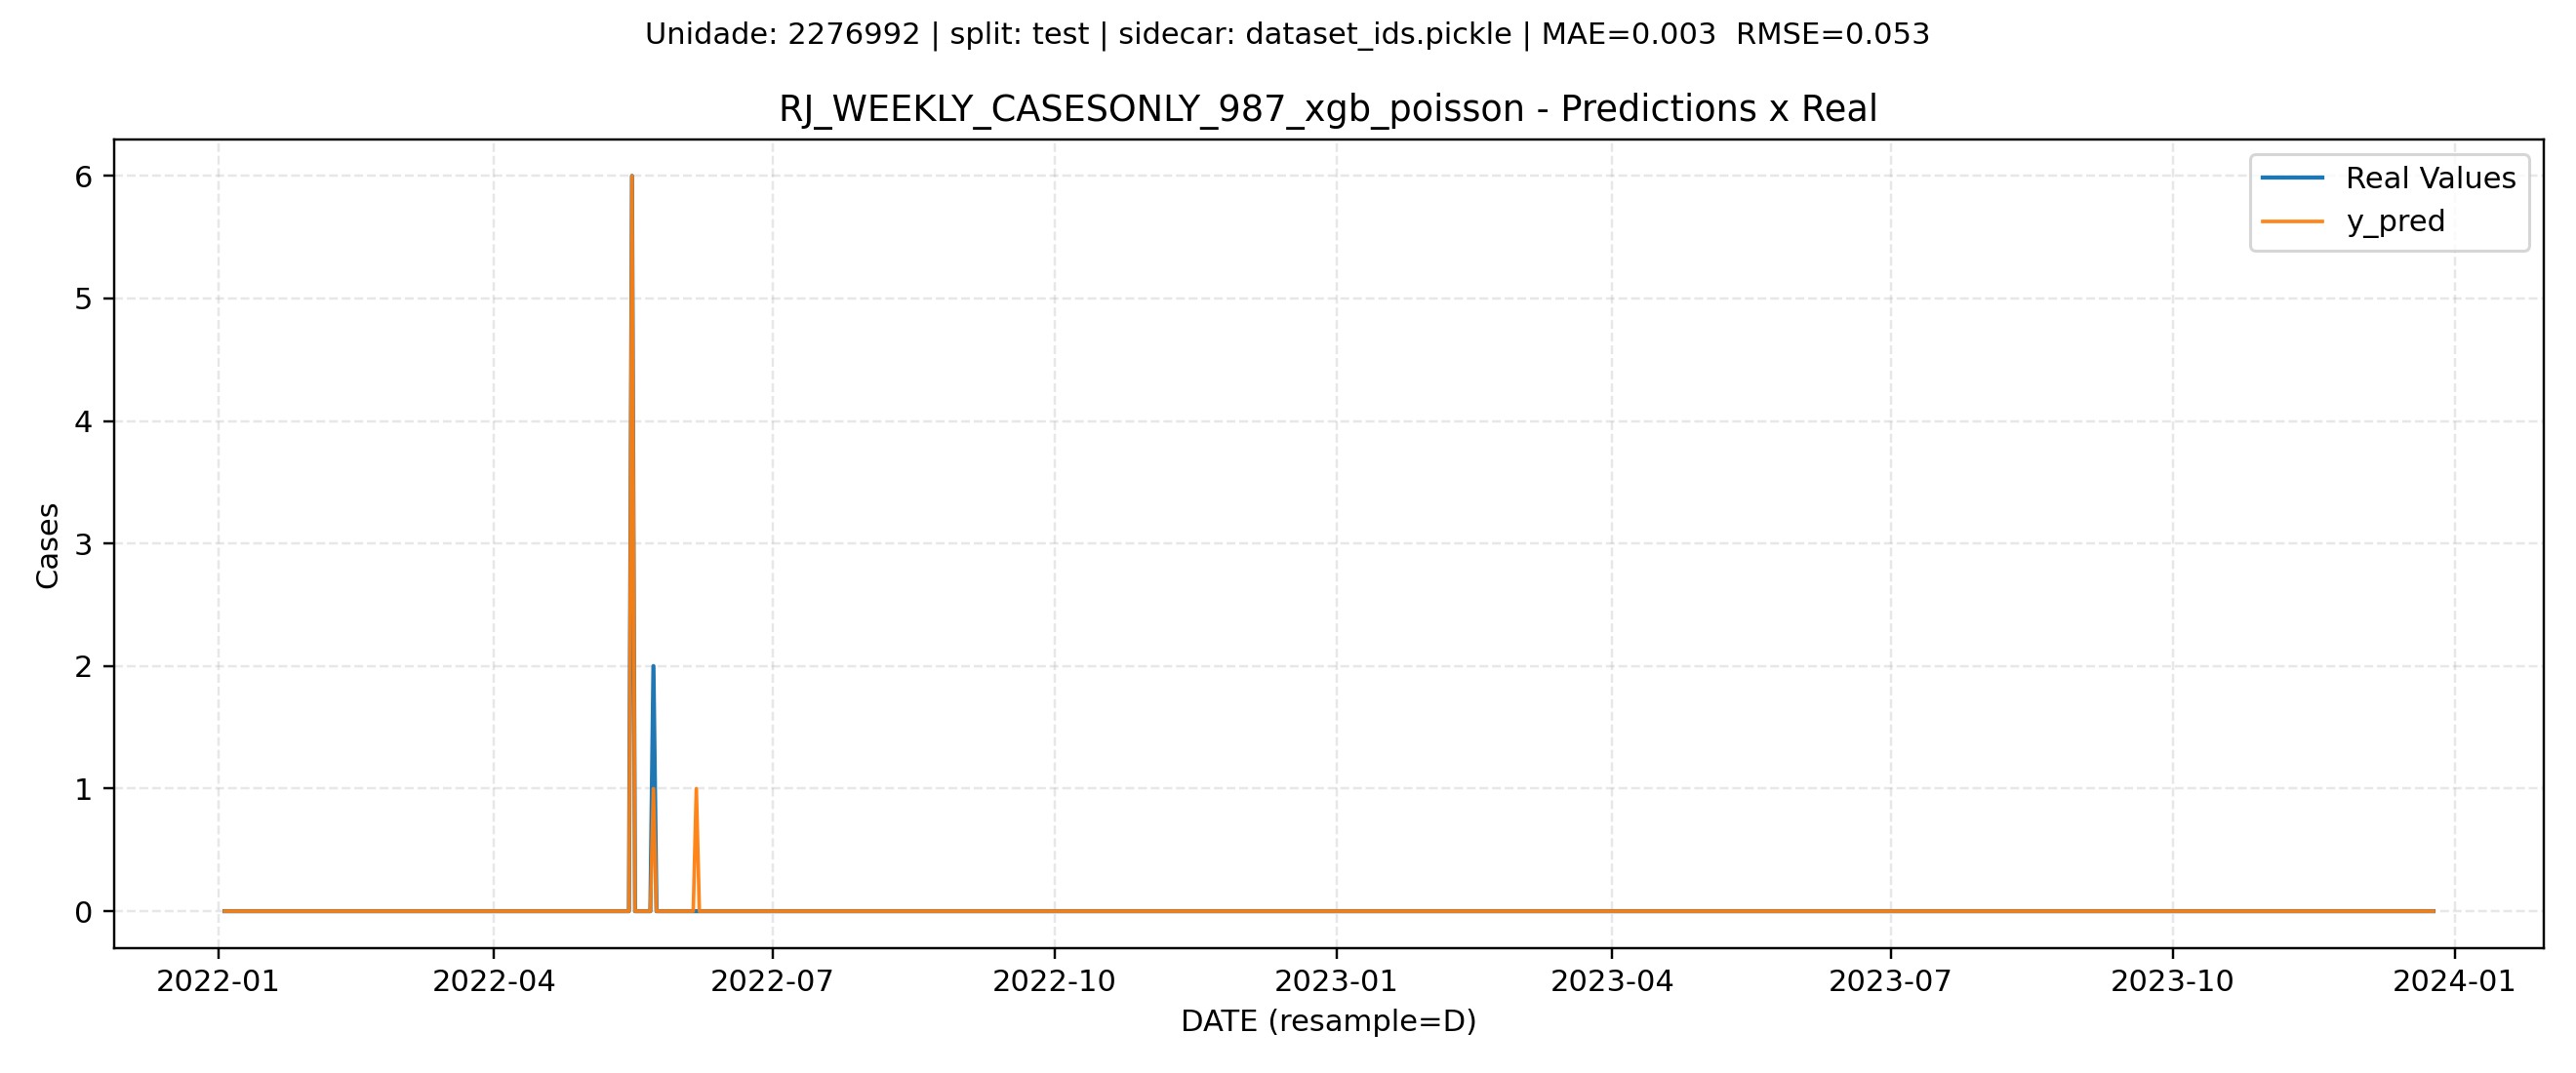 Unidade: 2276992 | split: test | sidecar: dataset_ids.pickle | MAE=0.003  RMSE=0.053
RJ_WEEKLY_CASESONLY_987_xgb_poisson - Predictions x Real
Real Values
y_pred
Cases
6
5
4
3
2
1
0
2022-01
2022-04
2022-07
2022-10
2023-01
2023-04
2023-07
2023-10
2024-01
DATE (resample=D)